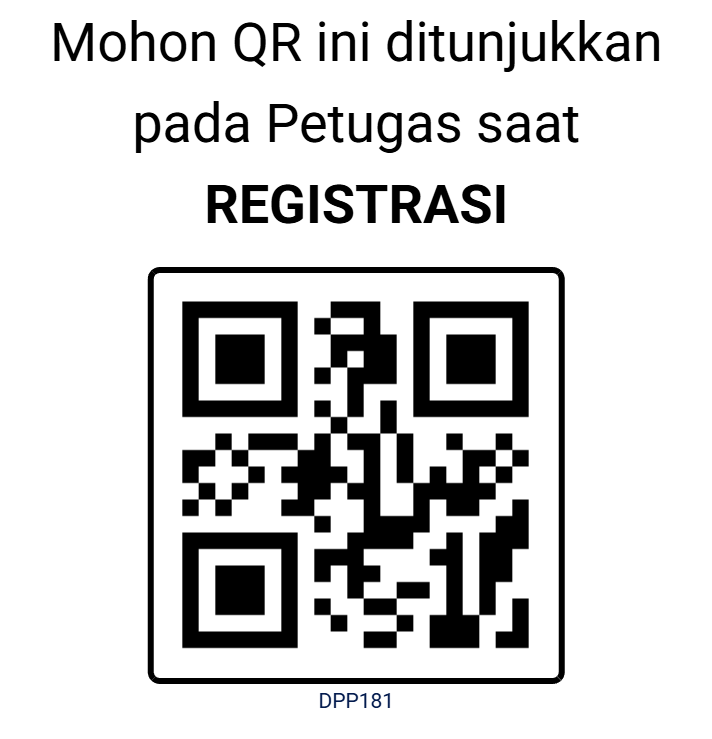 Mohon QR ini ditunjukkan
pada Petugas saat
REGISTRASI
DPP181